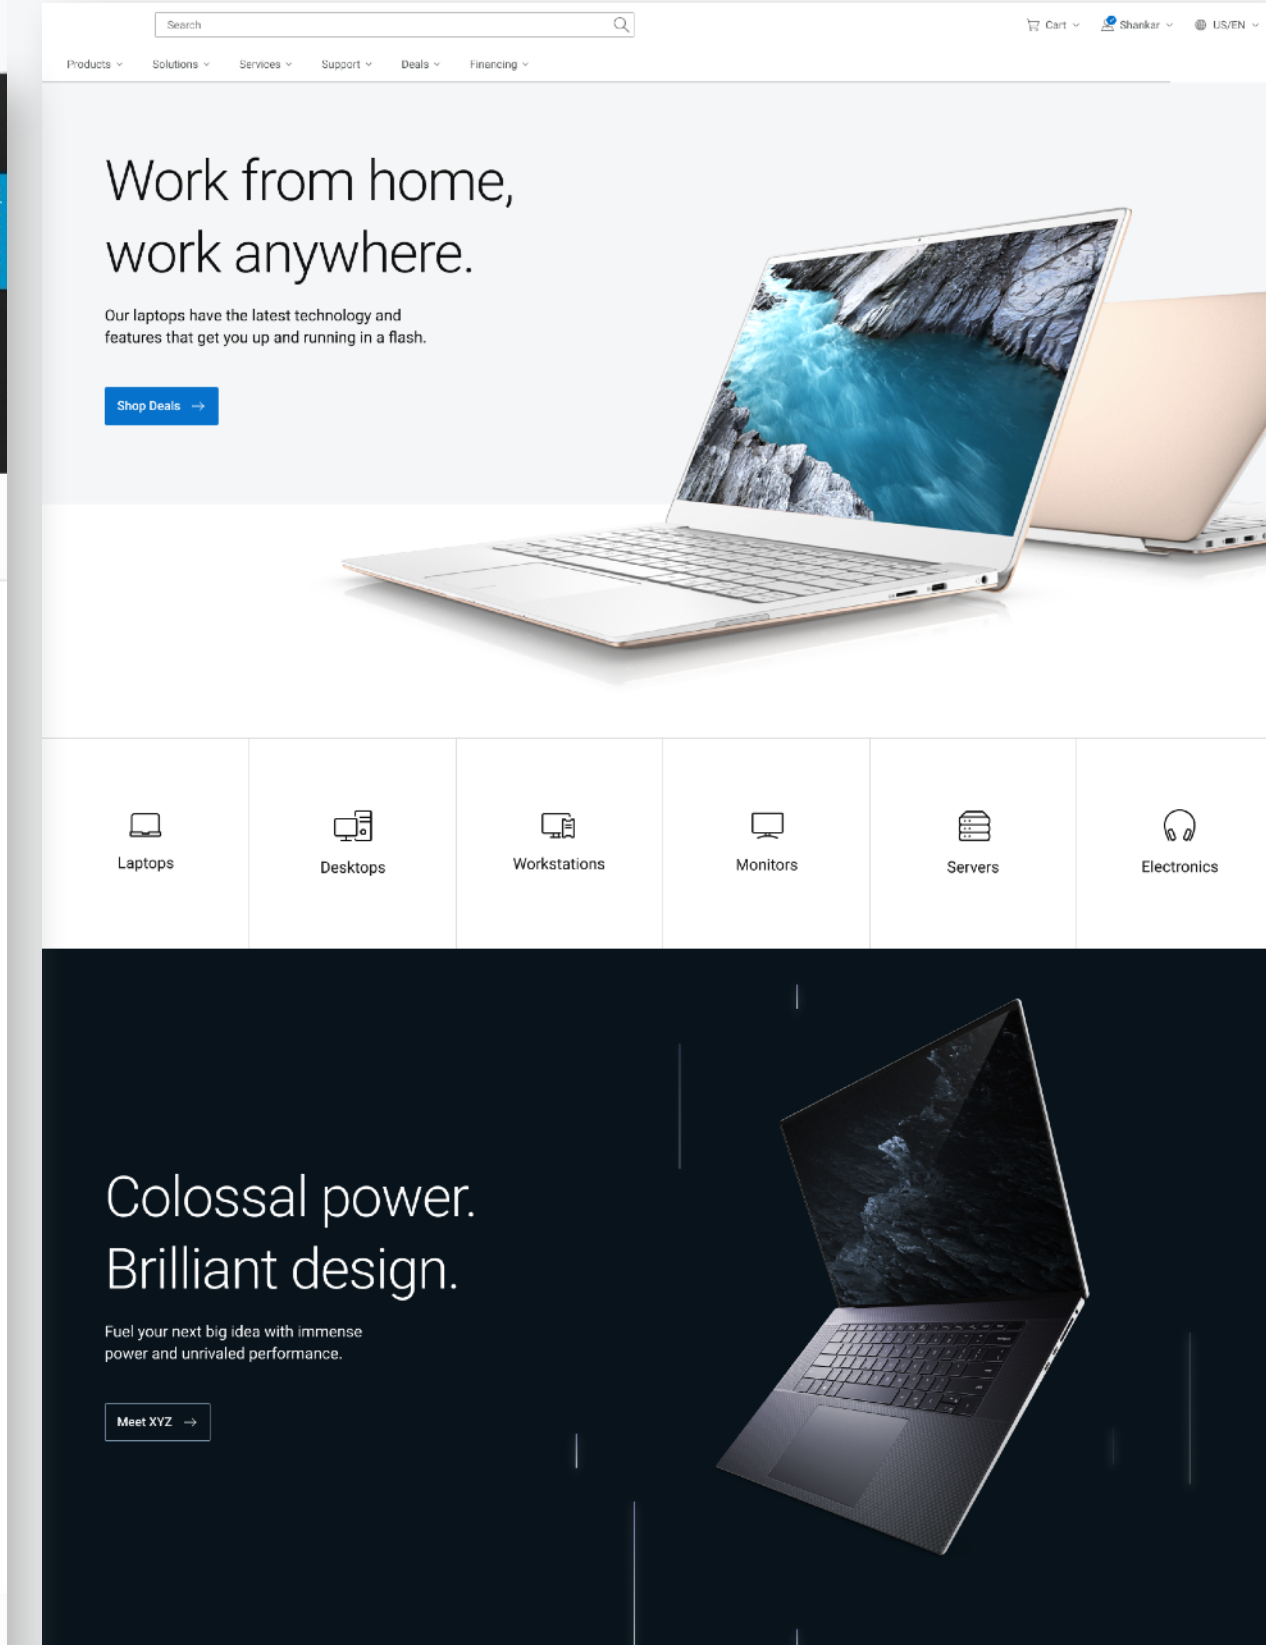 Search
Cart
Shankar
US/EN
Products
Solutions
Services
Support
Deals
Financing
Work from home,
work anywhere.
Our laptops have the latest technology and
features that get you up and running in a flash.
Shop Deals →
Laptops
Desktops
Workstations
Monitors
Servers
Electronics
Colossal power.
Brilliant design.
Fuel your next big idea with immense
power and unrivaled performance.
Meet XYZ →